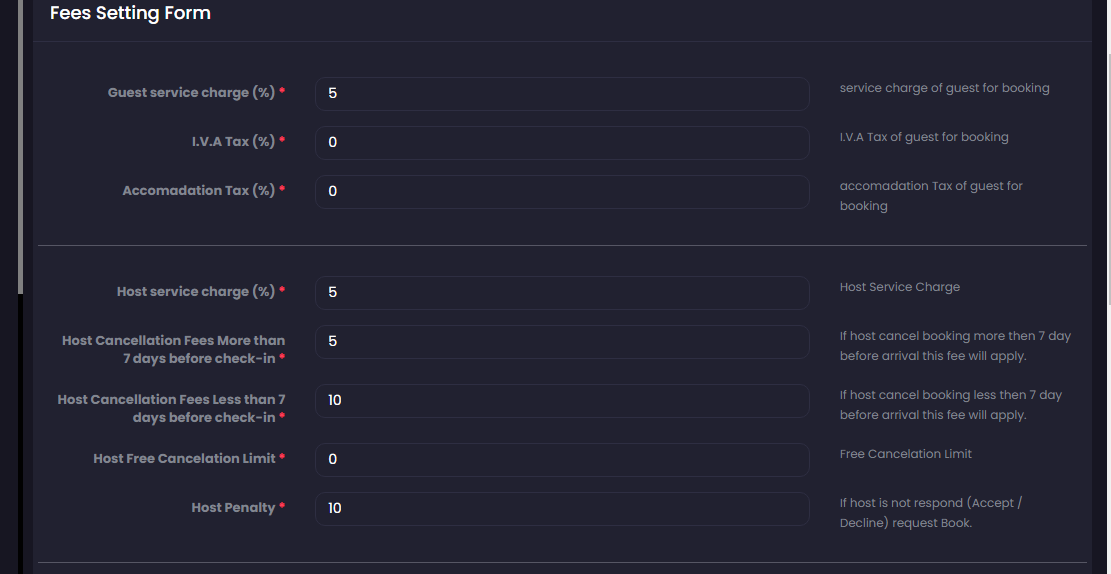 Fees Setting Form
Guest service charge (%) *
5
service charge of guest for booking
I.V.A Tax (%) *
0
I.V.A Tax of guest for booking
Accomadation Tax (%) *
0
accomadation Tax of guest for
booking
Host service charge (%) *
5
Host Service Charge
Host Cancellation Fees More than
7 days before check-in *
5
If host cancel booking more then 7 day
before arrival this fee will apply.
Host Cancellation Fees Less than 7
days before check-in *
10
If host cancel booking less then 7 day
before arrival this fee will apply.
Host Free Cancelation Limit *
0
Free Cancelation Limit
Host Penalty *
10
If host is not respond (Accept /
Decline) request Book.